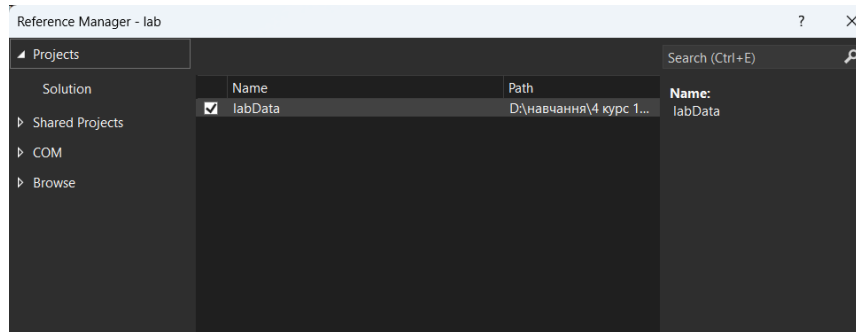 Reference Manager - lab
? ×
Projects
Search (Ctrl+E)
Solution
Name Path
Name:
labData D:\навчання\4 курс 1...
labData
Shared Projects
COM
Browse